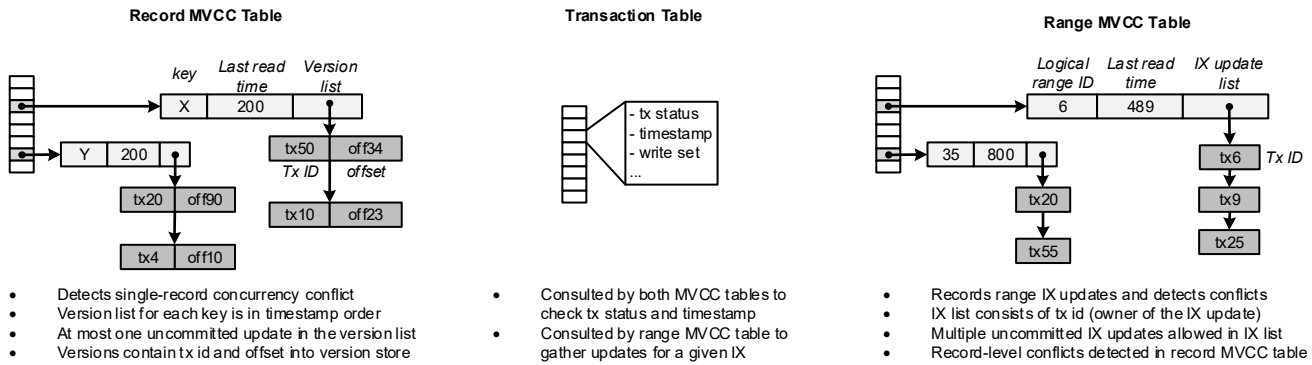 Record MVCC Table
key
Last read
time
Version
list
X
200
Y
200
tx50
off34
Tx ID
offset
tx20
off90
tx10
off23
tx4
off10
• Detects single-record concurrency conflict
• Version list for each key is in timestamp order
• At most one uncommitted update in the version list
• Versions contain tx id and offset into version store
Transaction Table
- tx status
- timestamp
- write set
...
• Consulted by both MVCC tables to
check tx status and timestamp
• Consulted by range MVCC table to
gather updates for a given IX
Range MVCC Table
Logical
range ID
Last read
time
IX update
list
6
489
35
800
tx6
Tx ID
tx20
tx9
tx55
tx25
• Records range IX updates and detects conflicts
• IX list consists of tx id (owner of the IX update)
• Multiple uncommitted IX updates allowed in IX list
• Record-level conflicts detected in record MVCC table